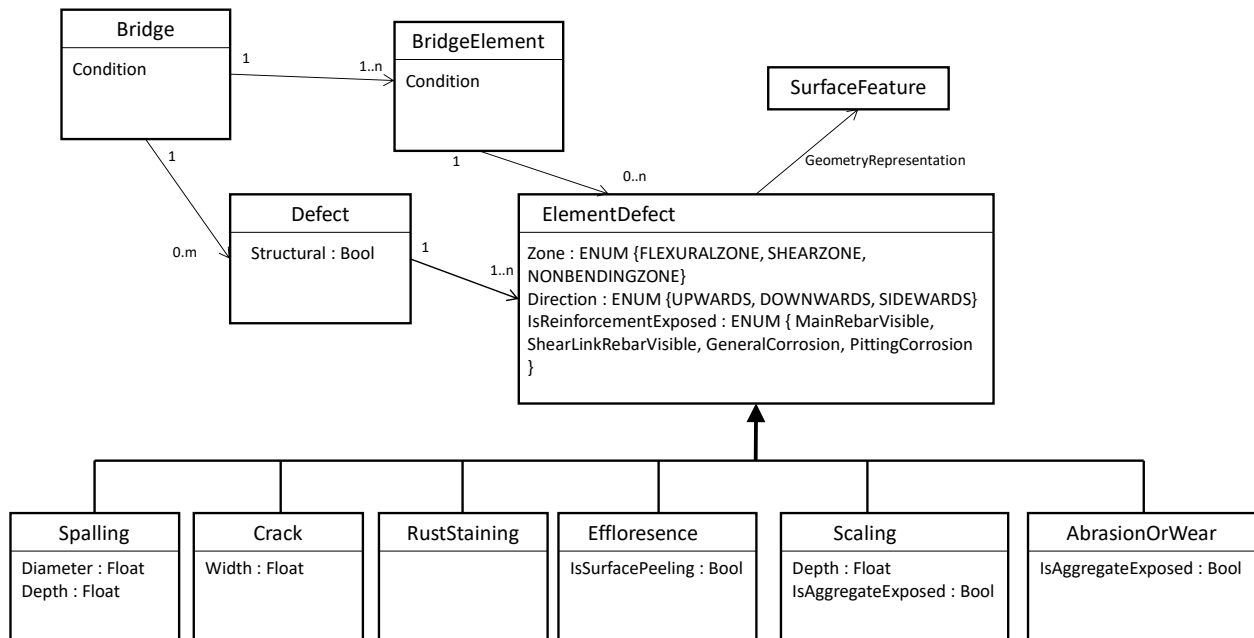 Bridge
Condition
1
1..n
BridgeElement
Condition
SurfaceFeature
GeometryRepresentation
1
0.m
1
0..n
Defect
Structural : Bool
1
1..n
ElementDefect
Zone : ENUM {FLEXURALZONE, SHEARZONE,
NONBENDINGZONE}
Direction : ENUM {UPWARDS, DOWNWARDS, SIDEWARDS}
IsReinforcementExposed : ENUM { MainRebarVisible,
ShearLinkRebarVisible, GeneralCorrosion, PittingCorrosion
}
Spalling
Diameter : Float
Depth : Float
Crack
Width : Float
RustStaining
Effloresence
IsSurfacePeeling : Bool
Scaling
Depth : Float
IsAggregateExposed : Bool
AbrasionOrWear
IsAggregateExposed : Bool